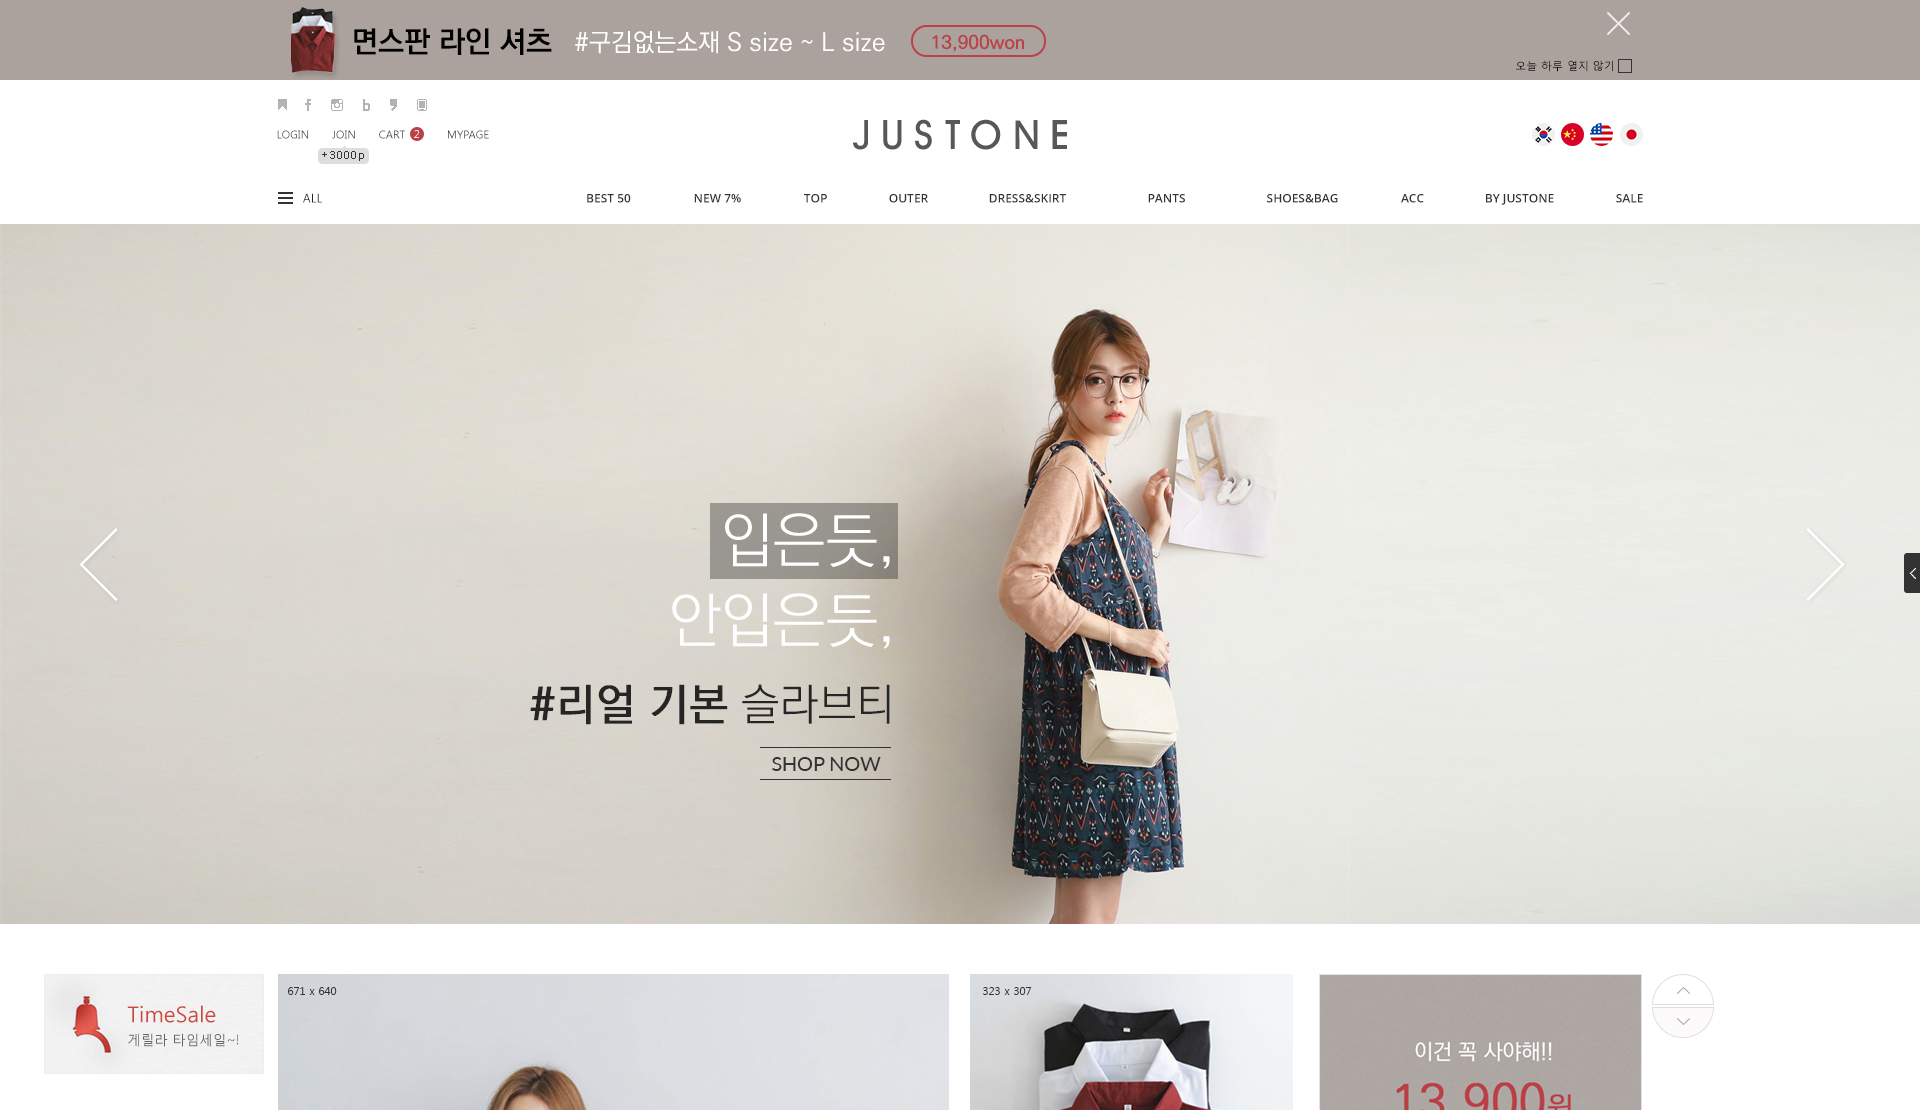 면스판 라인 셔츠 #구김없는소재 S size ~ L size 13,900won
오늘 하루 열지 않기
LOGIN JOIN CART 2 MYPAGE
+3000p
JUSTONE
ALL BEST 50 NEW 7% TOP OUTER DRESS&SKIRT PANTS SHOES&BAG ACC BY JUSTONE SALE
입은듯,
안입은듯,
#리얼 기본 슬라브티
SHOP NOW
TimeSale
게릴라 타임세일~!
671 x 640
323 x 307
이건 꼭 사야해!!
13,900원